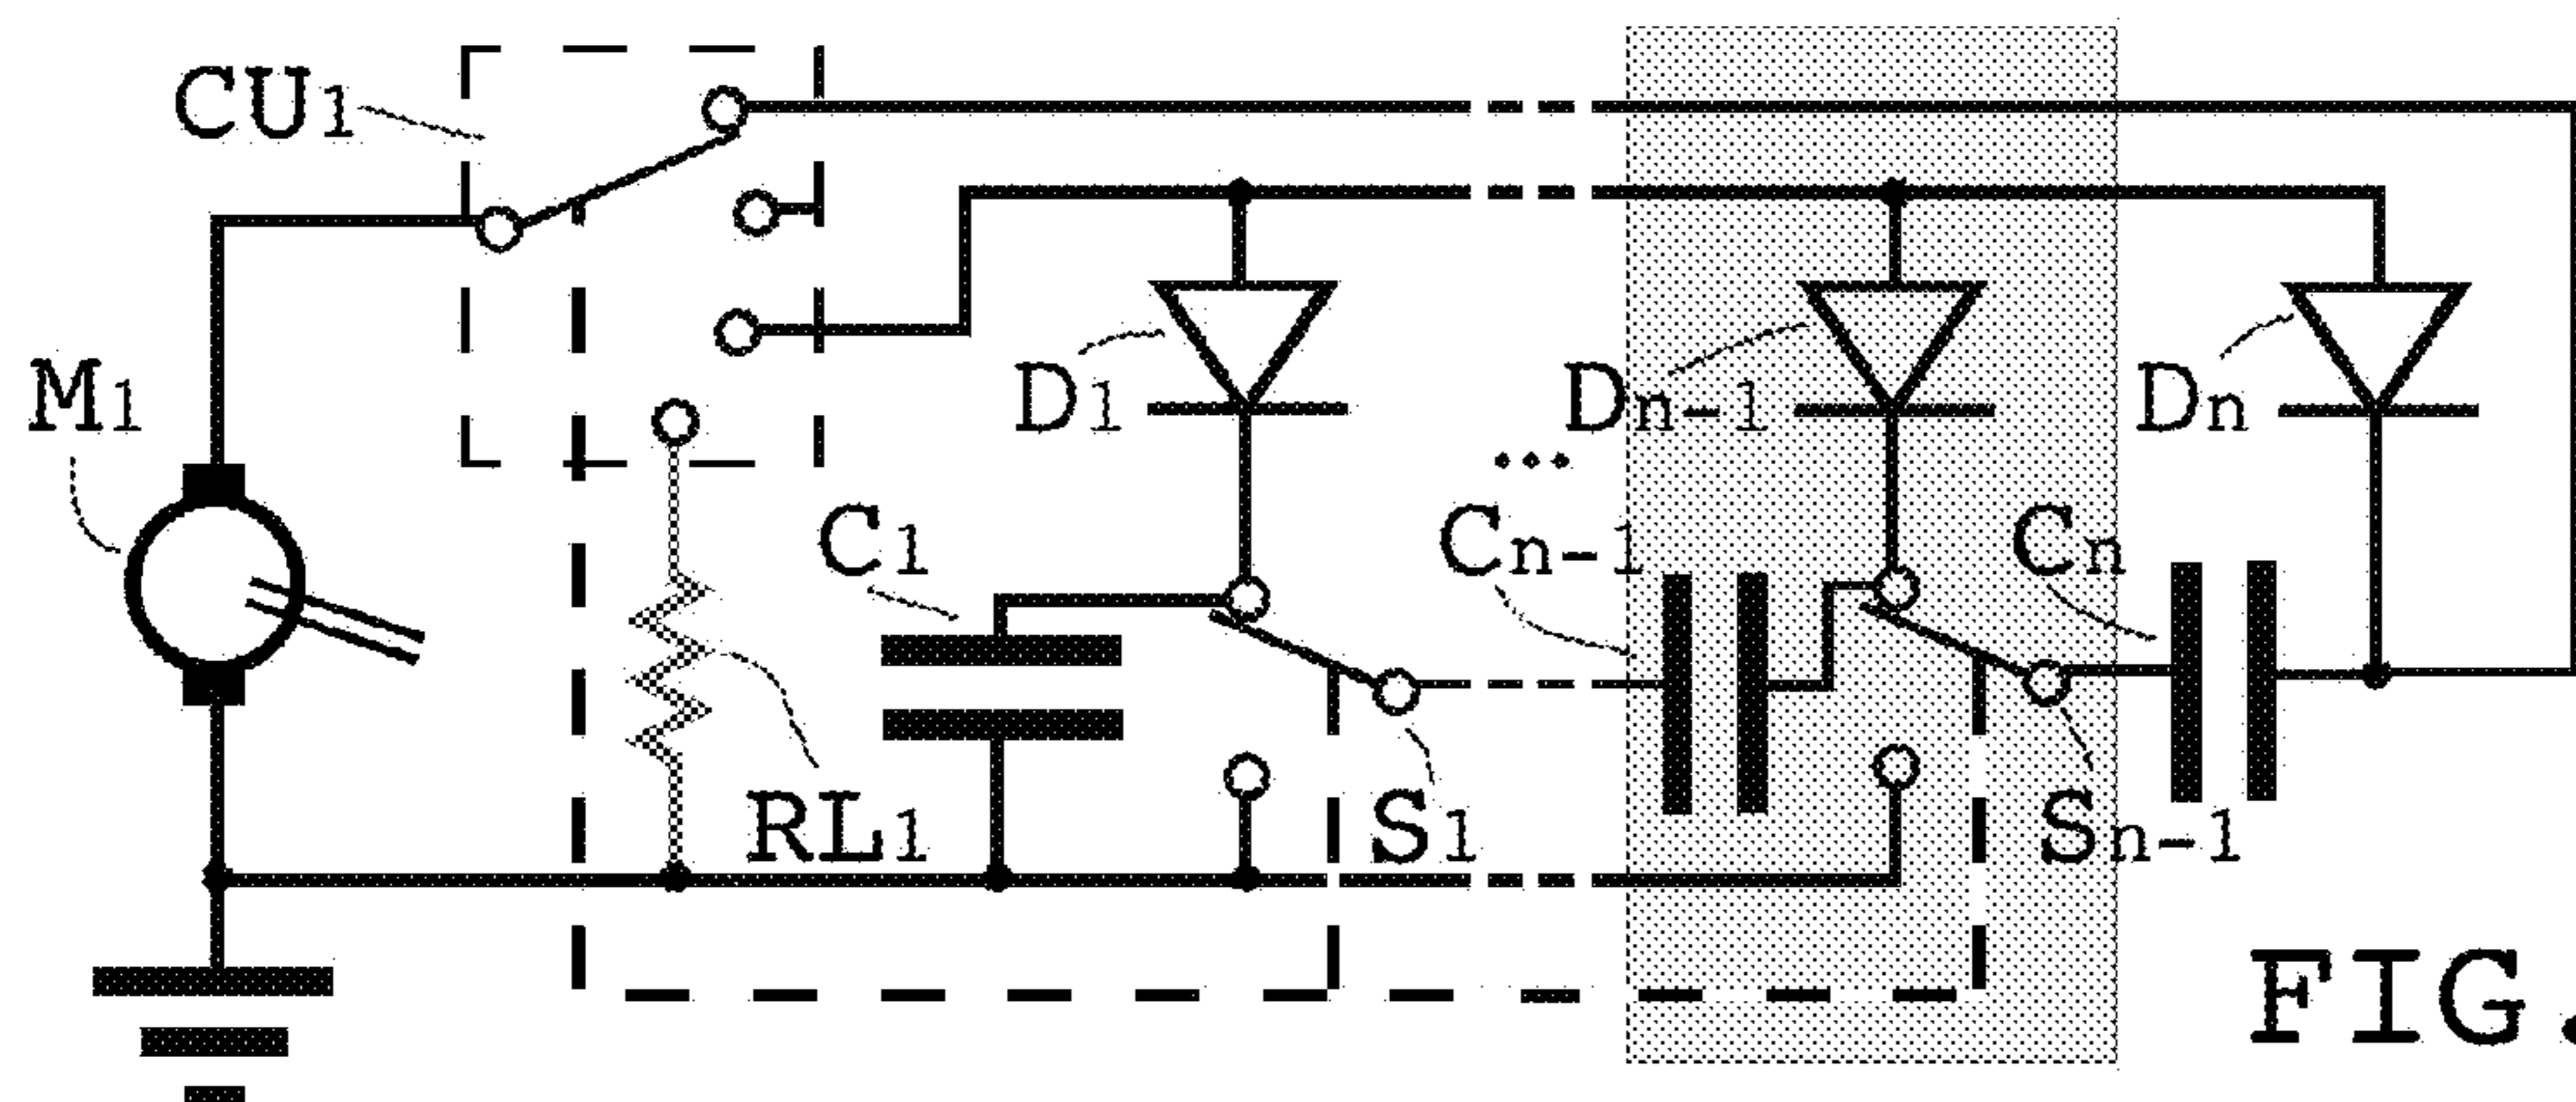 CU1
M1
D1
Dn-1
Dn
...
C1
Cn-1
Cn
RL1
S1
Sn-1
FIG.